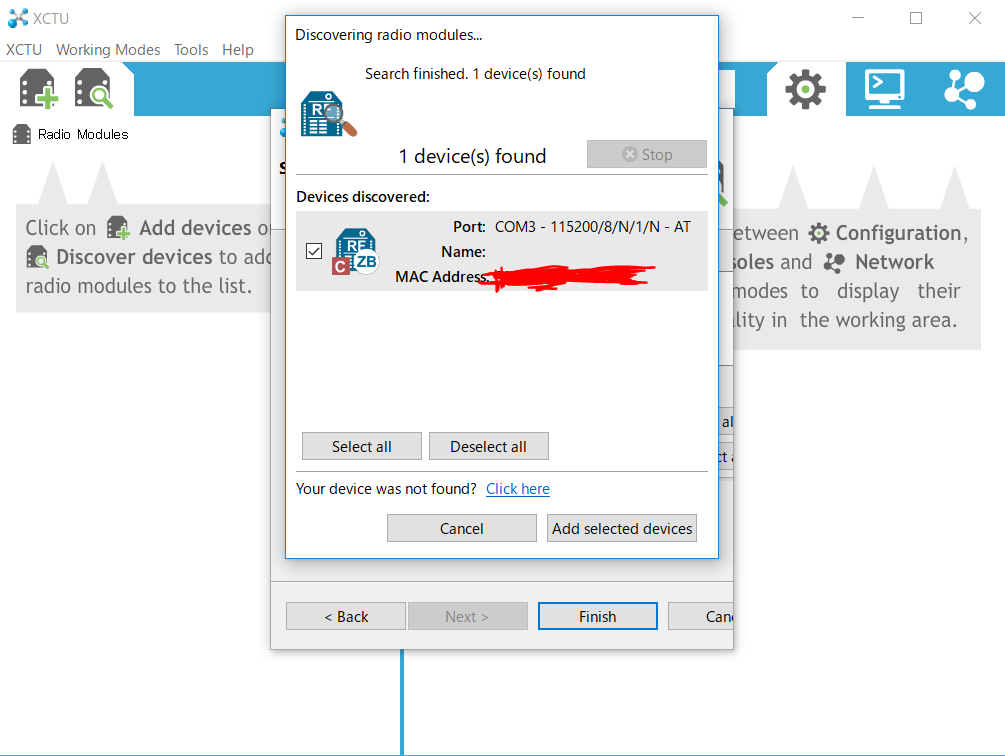 XCTU
XCTU Working Modes Tools Help
Radio Modules
Click on Add devices o
Discover devices to add
radio modules to the list.
Discovering radio modules...
Search finished. 1 device(s) found
RF
1 device(s) found
Stop
Devices discovered:
RF
C
ZB
Port: COM3 - 115200/8/N/1/N - AT
Name:
MAC Address:
Select all
Deselect all
Your device was not found? Click here
Cancel
Add selected devices
< Back
Next >
Finish
Canc
etween Configuration,
soles and Network
modes to display their
lity in the working area.